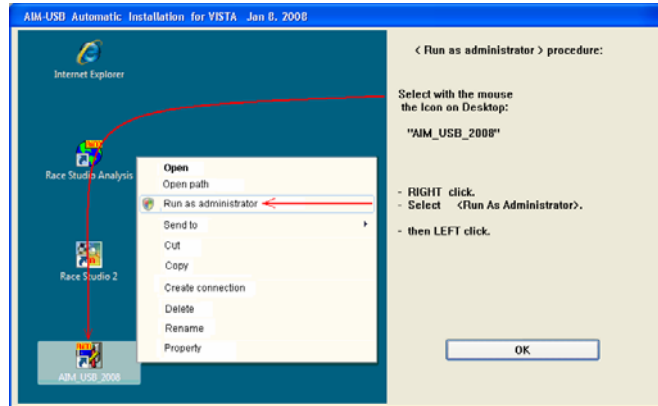 AIM-USB Automatic Installation for VISTA Jan 8, 2008
Internet Explorer
Race Studio Analysis
Race Studio 2
AIM_USB_2008
Open
Open path
Run as administrator
Send to
Cut
Copy
Create connection
Delete
Rename
Property
< Run as administrator > procedure:
Select with the mouse
the Icon on Desktop:
"AIM_USB_2008"
- RIGHT click.
- Select <Run As Administrator>.
- then LEFT click.
OK